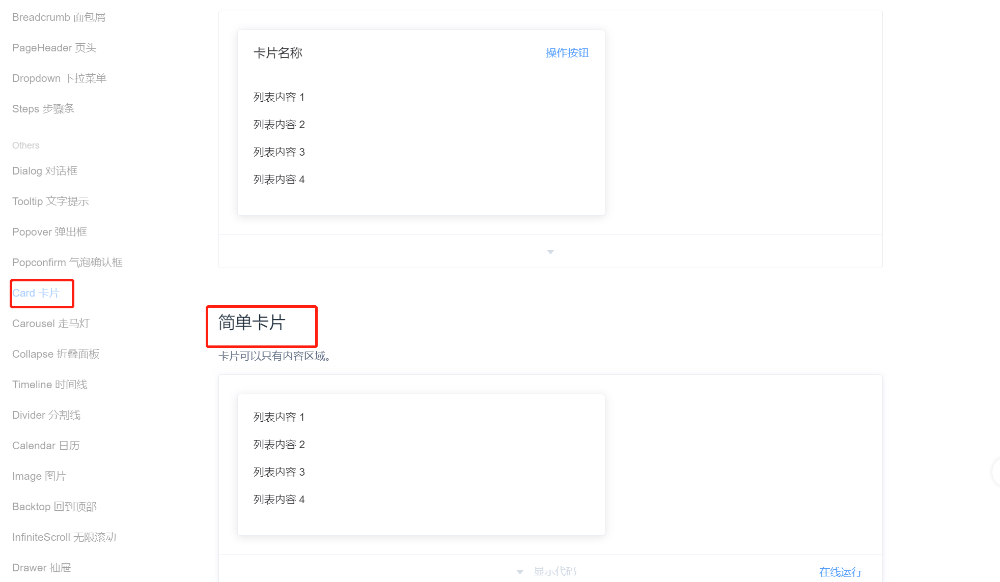 Breadcrumb 面包屑
PageHeader 页头
Dropdown 下拉菜单
Steps 步骤条
Others
Dialog 对话框
Tooltip 文字提示
Popover 弹出框
Popconfirm 气泡确认框
Card 卡片
Carousel 走马灯
Collapse 折叠面板
Timeline 时间线
Divider 分割线
Calendar 日历
Image 图片
Backtop 回到顶部
InfiniteScroll 无限滚动
Drawer 抽屉
卡片名称 操作按钮
列表内容 1
列表内容 2
列表内容 3
列表内容 4
简单卡片
卡片可以只有内容区域。
列表内容 1
列表内容 2
列表内容 3
列表内容 4
显示代码 在线运行